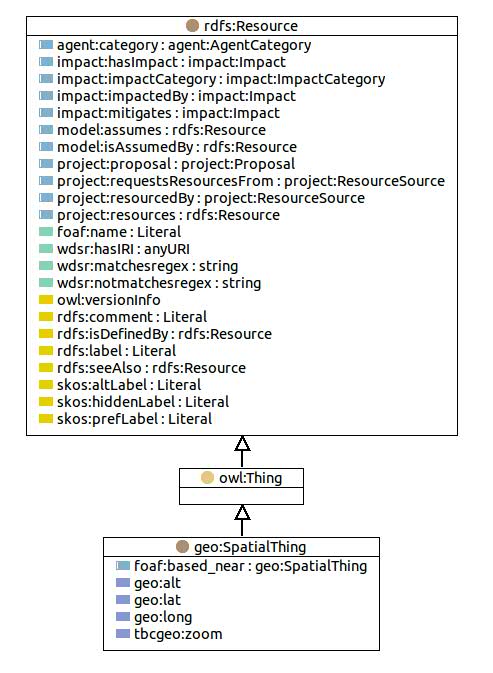 rdfs:Resource
agent:category : agent:AgentCategory
impact:hasImpact : impact:Impact
impact:impactCategory : impact:ImpactCategory
impact:impactedBy : impact:Impact
impact:mitigates : impact:Impact
model:assumes : rdfs:Resource
model:isAssumedBy : rdfs:Resource
project:proposal : project:Proposal
project:requestsResourcesFrom : project:ResourceSource
project:resourcedBy : project:ResourceSource
project:resources : rdfs:Resource
foaf:name : Literal
wdsr:hasIRI : anyURI
wdsr:matchesregex : string
wdsr:notmatchesregex : string
owl:versionInfo
rdfs:comment : Literal
rdfs:isDefinedBy : rdfs:Resource
rdfs:label : Literal
rdfs:seeAlso : rdfs:Resource
skos:altLabel : Literal
skos:hiddenLabel : Literal
skos:prefLabel : Literal
owl:Thing
geo:SpatialThing
foaf:based_near : geo:SpatialThing
geo:alt
geo:lat
geo:long
tbcgeo:zoom